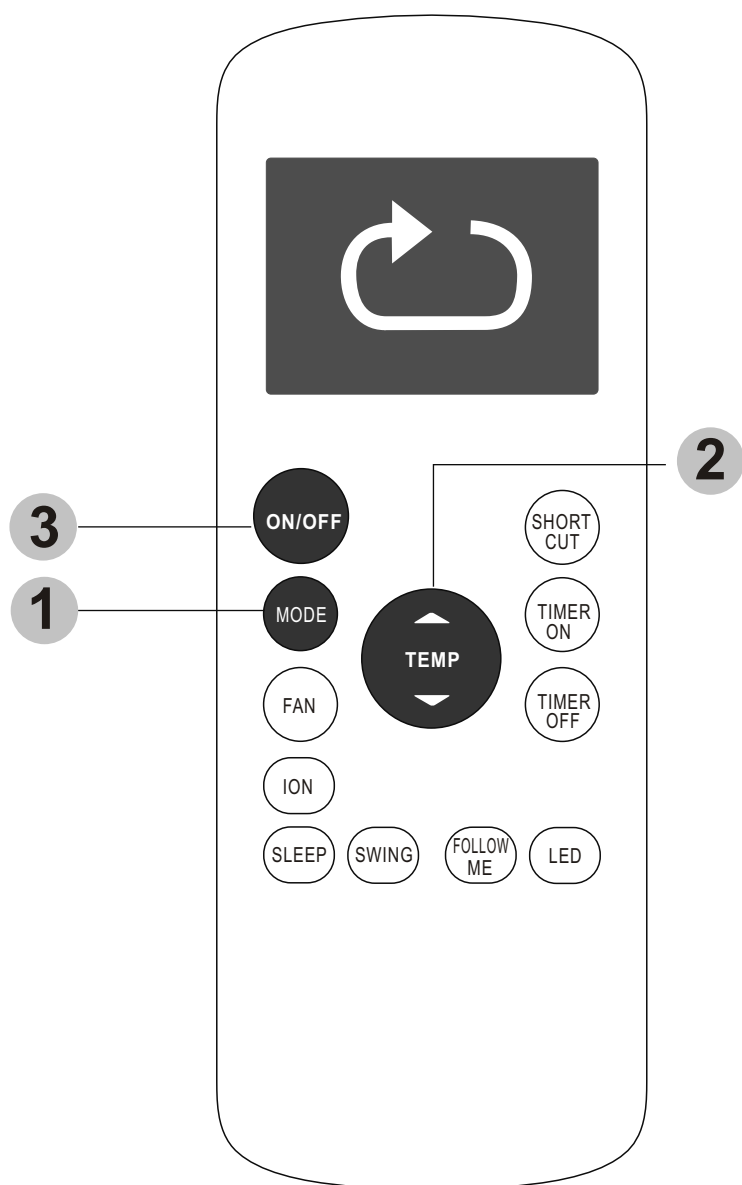 2
3
ON/OFF
SHORT
CUT
1
MODE
TEMP
TIMER
ON
FAN
TIMER
OFF
ION
SLEEP
SWING
FOLLOW
ME
LED